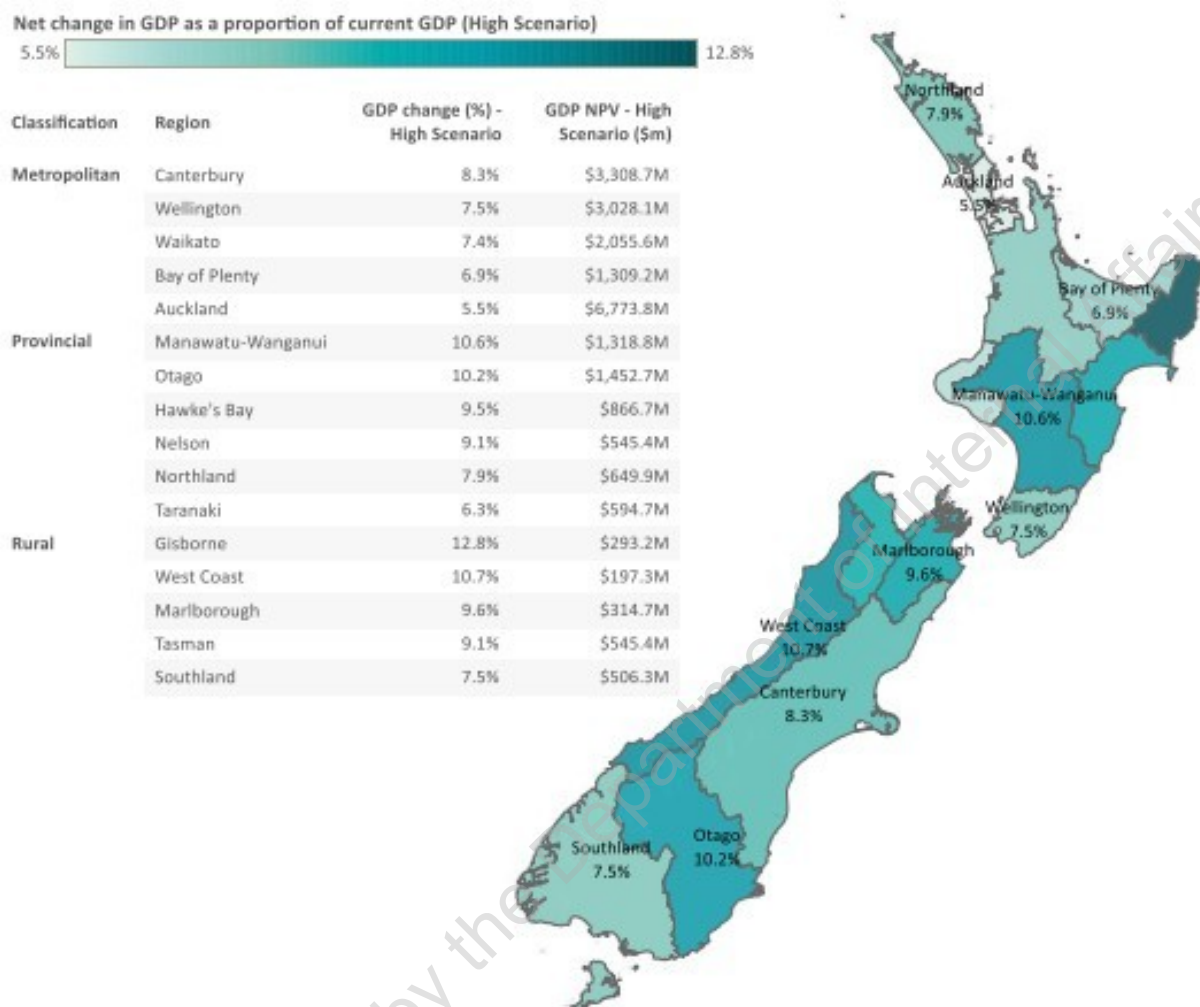 Net change in GDP as a proportion of current GDP (High Scenario)
5.5% 12.8%
Classification Region GDP change (%) - High Scenario GDP NPV - High Scenario ($m)
Metropolitan Canterbury 8.3% $3,308.7M
Wellington 7.5% $3,028.1M
Waikato 7.4% $2,055.6M
Bay of Plenty 6.9% $1,309.2M
Auckland 5.5% $6,773.8M
Provincial Manawatu-Wanganui 10.6% $1,318.8M
Otago 10.2% $1,452.7M
Hawke's Bay 9.5% $866.7M
Nelson 9.1% $545.4M
Northland 7.9% $649.9M
Taranaki 6.3% $594.7M
Rural Gisborne 12.8% $293.2M
West Coast 10.7% $197.3M
Marlborough 9.6% $314.7M
Tasman 9.1% $545.4M
Southland 7.5% $506.3M
Northland
7.9%
Auckland
5.5%
Bay of Plenty
6.9%
Manawatu-Wanganui
10.6%
Wellington
7.5%
Marlborough
9.6%
West Coast
10.7%
Canterbury
8.3%
Otago
10.2%
Southland
7.5%
by the Department of Internal Affair